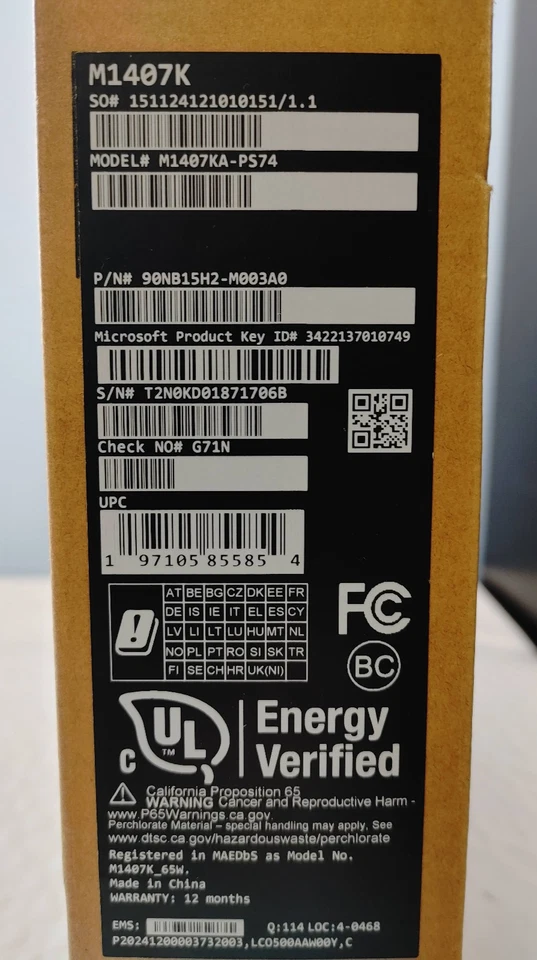 M1407K
SO# 151124121010151/1.1
MODEL# M1407KA-PS74
P/N# 90NB15H2-M003A0
Microsoft Product Key ID# 3422137010749
S/N# T2N0KD01871706B
Check NO# G71N
UPC
1 97105 85585 4
AT BE BG CZ DK EE FR
DE IS IE IT EL ES CY
LV LI LT LU HU MT NL
NO PL PT RO SI SK TR
FI SE CH HR UK(NI)
FC
BC
C UL TM Energy
Verified
California Proposition 65
WARNING Cancer and Reproductive Harm -
www.P65Warnings.ca.gov.
Perchlorate Material – special handling may apply, See
www.dtsc.ca.gov/hazardouswaste/perchlorate
Registered in MAEDbS as Model No.
M1407K_65W.
Made in China
WARRANTY: 12 months
EMS: Q:114 LOC:4-0468
P20241200003732003,LCO500AAW00Y,C